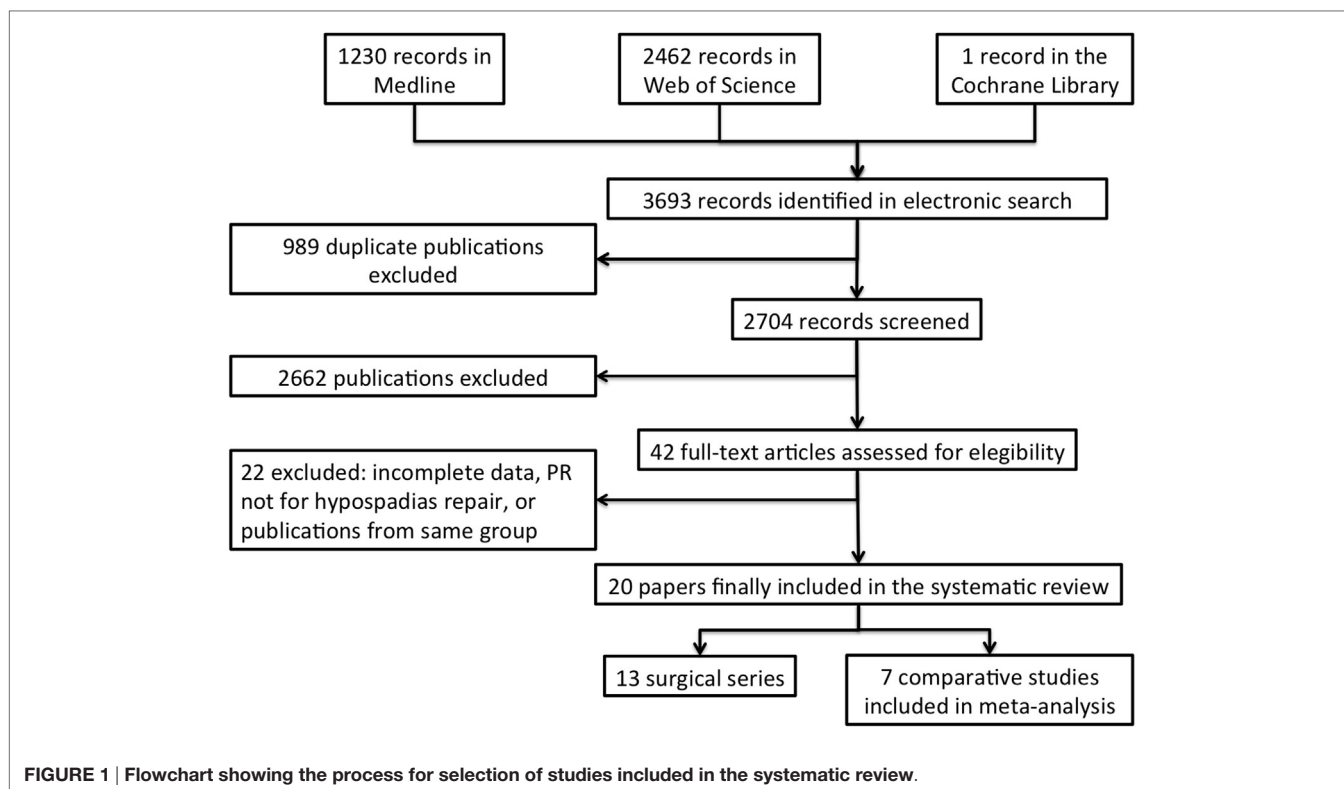 1230 records in
Medline
2462 records in
Web of Science
1 record in the
Cochrane Library
3693 records identified in electronic search
989 duplicate publications
excluded
2704 records screened
2662 publications excluded
42 full-text articles assessed for elegibility
22 excluded: incomplete data, PR
not for hypospadias repair, or
publications from same group
20 papers finally included in the systematic review
13 surgical series
7 comparative studies
included in meta-analysis
FIGURE 1 | Flowchart showing the process for selection of studies included in the systematic review.